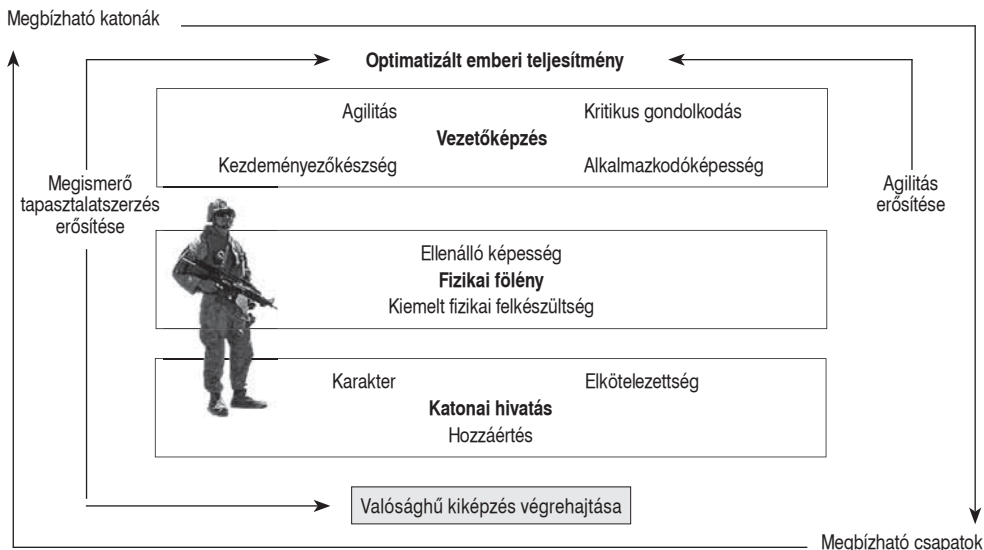 Megbízható katonák
Optimatizált emberi teljesítmény
Agilitás Kritikus gondolkodás
Vezetőképzés
Kezdeményezőkészség Alkalmazkodóképesség
Megismerő
tapasztalatszerzés
erősítése
Agilitás
erősítése
Ellenálló képesség
Fizikai fölény
Kiemelt fizikai felkészültség
Karakter Elkötelezettség
Katonai hivatás
Hozzáértés
Valósághű kiképzés végrehajtása
Megbízható csapatok